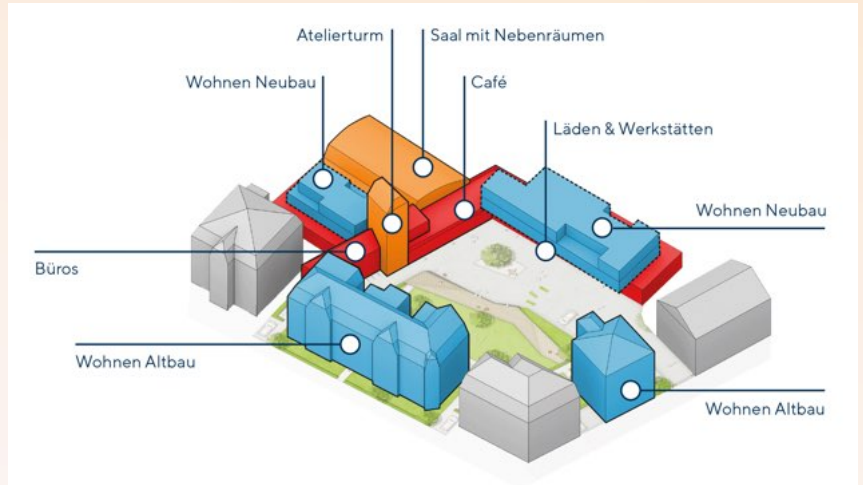 Atelierturm
Saal mit Nebenräumen
Wohnen Neubau
Café
Läden & Werkstätten
Wohnen Neubau
Büros
Wohnen Altbau
Wohnen Altbau